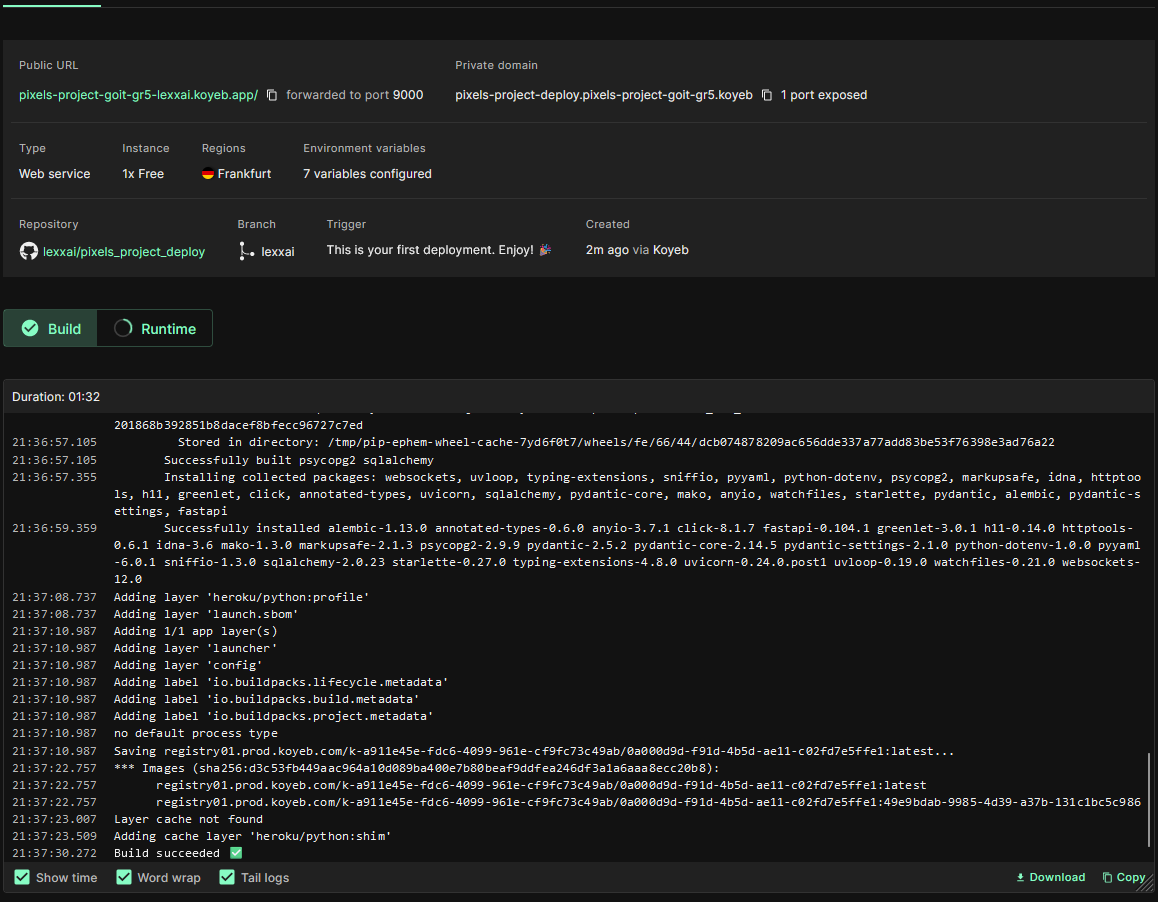 Public URL
Private domain
pixels-project-goit-gr5-lexxai.koyeb.app/ forwarded to port 9000
pixels-project-deploy.pixels-project-goit-gr5.koyeb 1 port exposed
Type
Instance
Regions
Environment variables
Web service
1x Free
Frankfurt
7 variables configured
Repository
Branch
Trigger
Created
lexxai/pixels_project_deploy
lexxai
This is your first deployment. Enjoy! 🎉
2m ago via Koyeb
Build
Runtime
Duration: 01:32
201868b392851b8dacef8bfecc96727c7ed
21:36:57.105 Stored in directory: /tmp/pip-ephem-wheel-cache-7yd6f0t7/wheels/fe/66/44/dcb074878209ac656dde337a77add83be53f76398e3ad76a22
21:36:57.105 Successfully built psycopg2 sqlalchemy
21:36:57.355 Installing collected packages: websockets, uvloop, typing-extensions, sniffio, pyyaml, python-dotenv, psycopg2, markupsafe, idna, httptoo
ls, h11, greenlet, click, annotated-types, uvicorn, sqlalchemy, pydantic-core, mako, anyio, watchfiles, starlette, pydantic, alembic, pydantic-s
ettings, fastapi
21:36:59.359 Successfully installed alembic-1.13.0 annotated-types-0.6.0 anyio-3.7.1 click-8.1.7 fastapi-0.104.1 greenlet-3.0.1 h11-0.14.0 httptools-
0.6.1 idna-3.6 mako-1.3.0 markupsafe-2.1.3 psycopg2-2.9.9 pydantic-2.5.2 pydantic-core-2.14.5 pydantic-settings-2.1.0 python-dotenv-1.0.0 pyyaml
-6.0.1 sniffio-1.3.0 sqlalchemy-2.0.23 starlette-0.27.0 typing-extensions-4.8.0 uvicorn-0.24.0.post1 uvloop-0.19.0 watchfiles-0.21.0 websockets-
12.0
21:37:08.737 Adding layer 'heroku/python:profile'
21:37:08.737 Adding layer 'launch.sbom'
21:37:10.987 Adding 1/1 app layer(s)
21:37:10.987 Adding layer 'launcher'
21:37:10.987 Adding layer 'config'
21:37:10.987 Adding label 'io.buildpacks.lifecycle.metadata'
21:37:10.987 Adding label 'io.buildpacks.build.metadata'
21:37:10.987 Adding label 'io.buildpacks.project.metadata'
21:37:10.987 no default process type
21:37:10.987 Saving registry01.prod.koyeb.com/k-a911e45e-fdc6-4099-961e-cf9fc73c49ab/0a000d9d-f91d-4b5d-ae11-c02fd7e5ffe1:latest...
21:37:22.757 *** Images (sha256:d3c53fb449aac964a10d089ba400e7b80beaf9ddfea246df3a1a6aaa8ecc20b8):
21:37:22.757 registry01.prod.koyeb.com/k-a911e45e-fdc6-4099-961e-cf9fc73c49ab/0a000d9d-f91d-4b5d-ae11-c02fd7e5ffe1:latest
21:37:22.757 registry01.prod.koyeb.com/k-a911e45e-fdc6-4099-961e-cf9fc73c49ab/0a000d9d-f91d-4b5d-ae11-c02fd7e5ffe1:49e9bdab-9985-4d39-a37b-131c1bc5c986
21:37:23.007 Layer cache not found
21:37:23.509 Adding cache layer 'heroku/python:shim'
21:37:30.272 Build succeeded ✅
Show time
Word wrap
Tail logs
Download
Copy